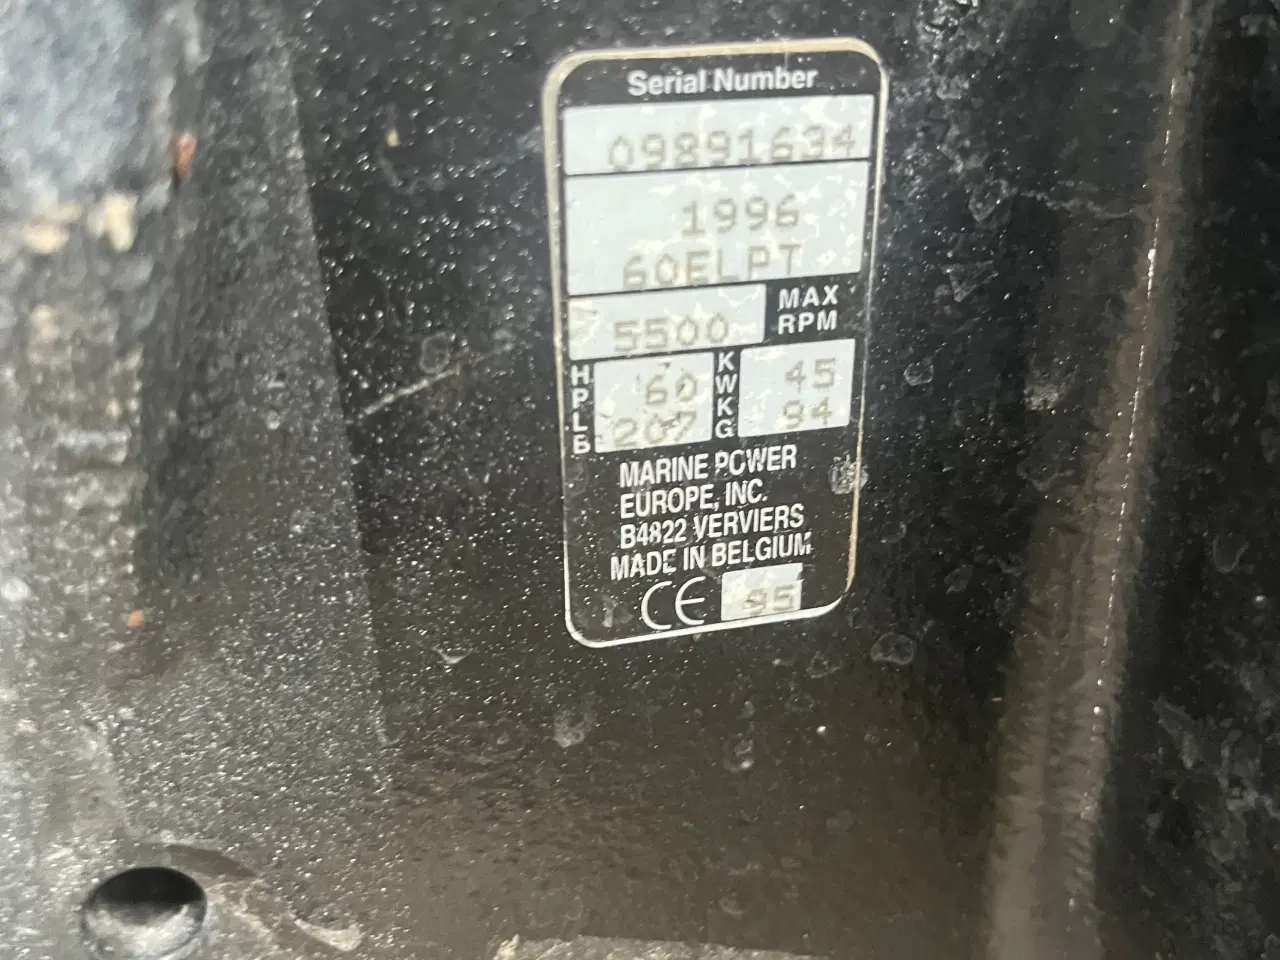 Serial Number
09891634
1996
60ELPT
5500 MAX RPM
HP 60 KW 45
LB 207 KG 94
MARINE POWER
EUROPE, INC.
B4822 VERVIERS
MADE IN BELGIUM
CE 95